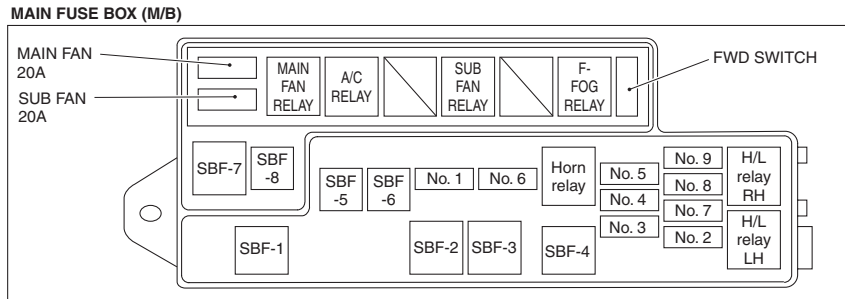 MAIN FUSE BOX (M/B)
MAIN FAN
20A
SUB FAN
20A
MAIN
FAN
RELAY
A/C
RELAY
SUB
FAN
RELAY
F-
FOG
RELAY
FWD SWITCH
SBF-7
SBF
-8
SBF
-5
SBF
-6
No. 1
No. 6
Horn
relay
No. 5
No. 4
No. 3
No. 9
No. 8
No. 7
No. 2
H/L
relay
RH
H/L
relay
LH
SBF-1
SBF-2
SBF-3
SBF-4